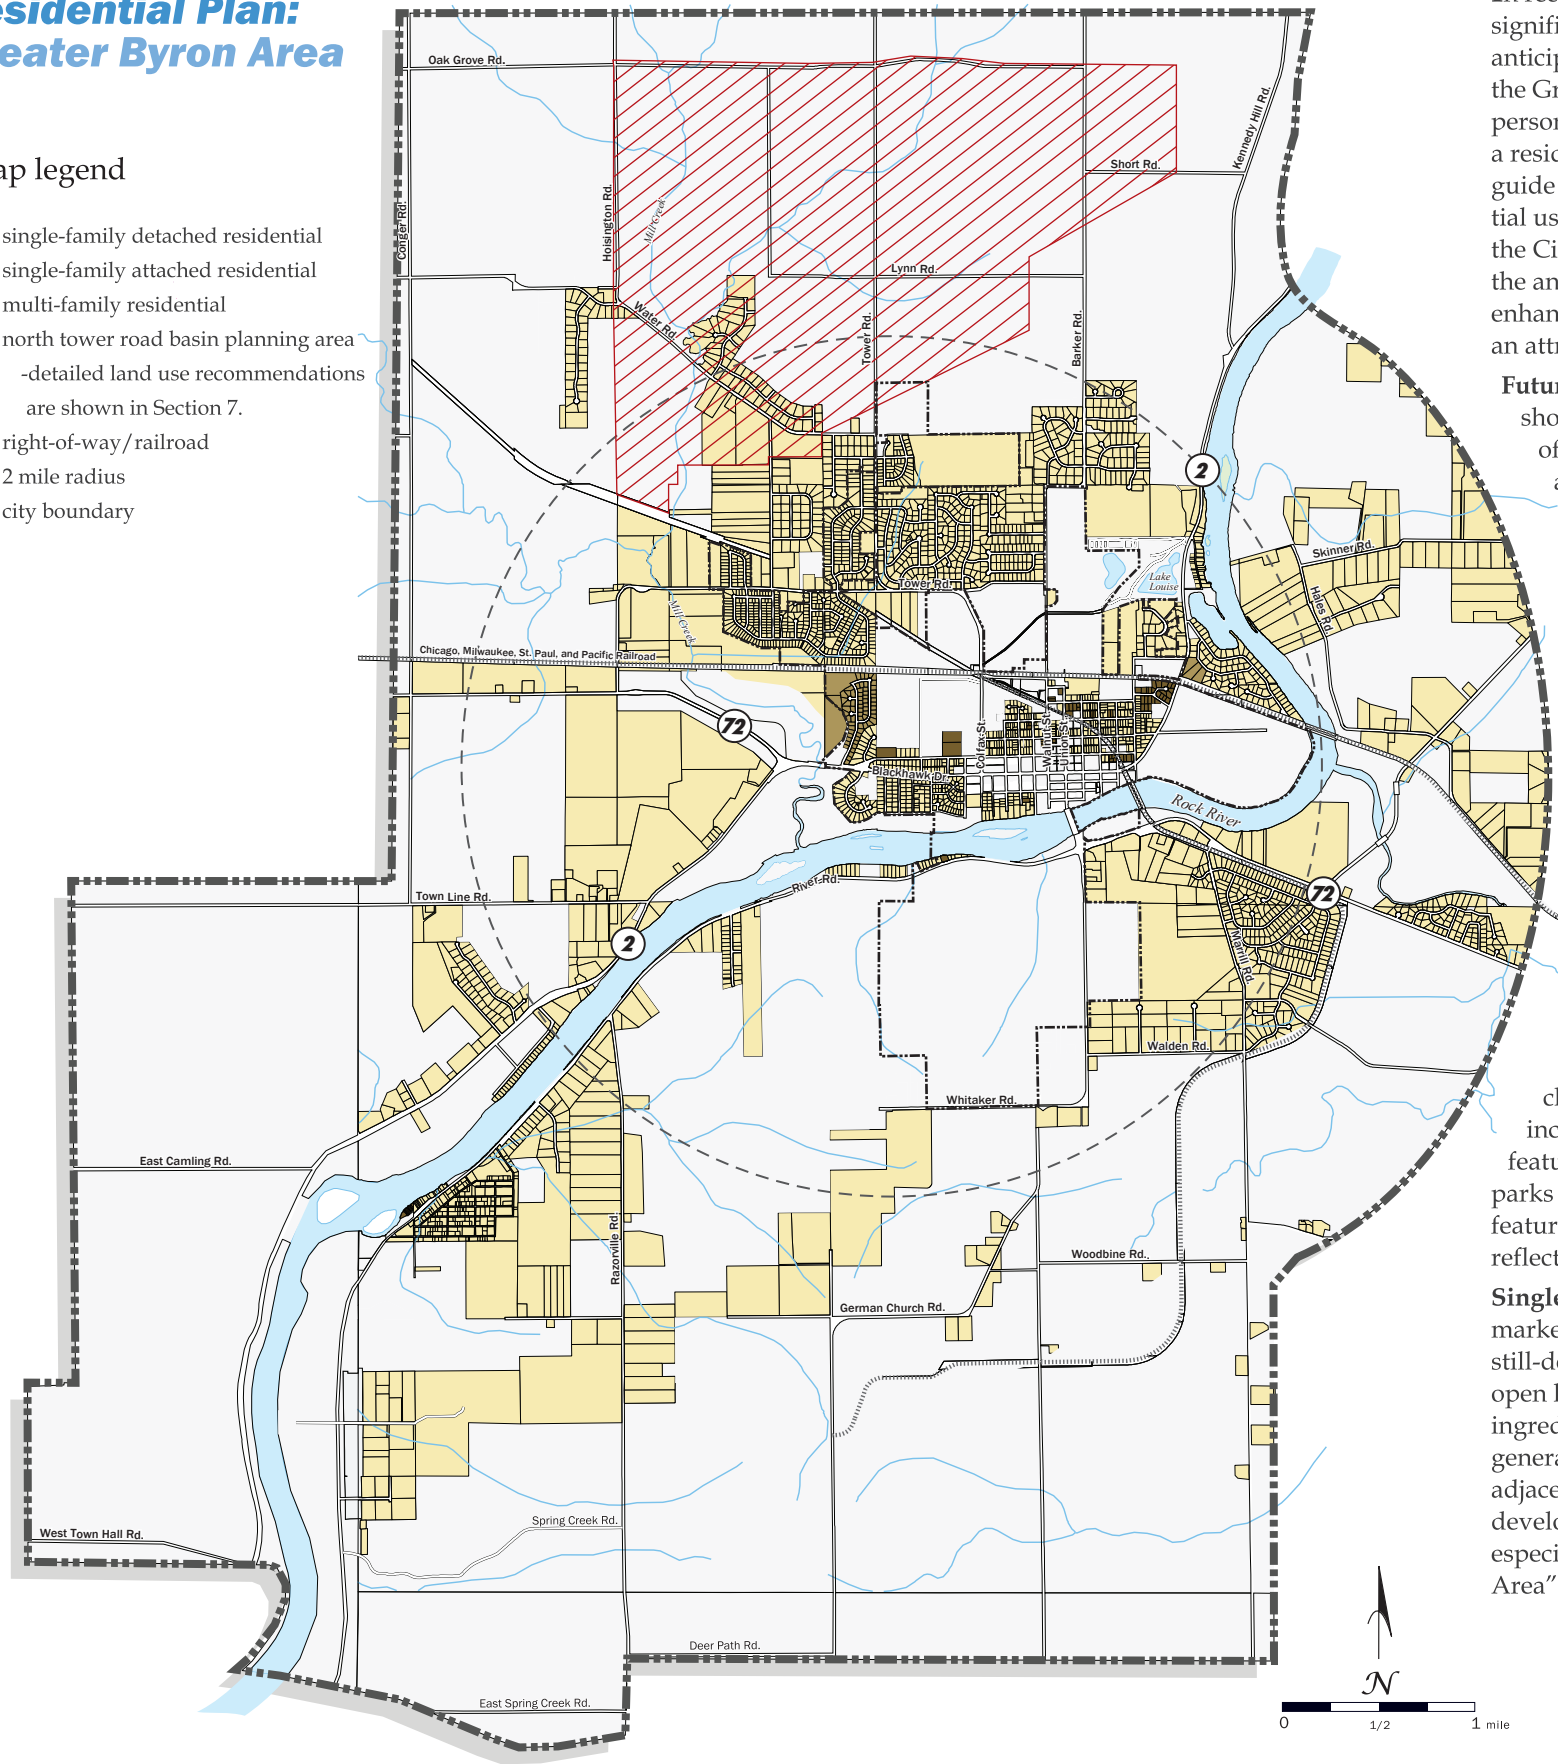 esidential Plan:
eater Byron Area
ap legend
single-family detached residential
single-family attached residential
multi-family residential
north tower road basin planning area
-detailed land use recommendations
are shown in Section 7.
right-of-way/railroad
2 mile radius
city boundary
Oak Grove Rd.
Kennedy Hill Rd.
Short Rd.
Conger Rd.
Hoisington Rd.
Mill Creek
Lynn Rd.
Water Rd.
Tower Rd.
Barker Rd.
2
Skinner Rd.
Hales Rd.
Lake
Louise
Tower Rd.
Mill Creek
Chicago, Milwaukee, St. Paul, and Pacific Railroad
72
Colfax St.
Walnut St.
Union St.
Blackhawk Dr.
Rock River
River Rd.
72
Town Line Rd.
2
Marrill Rd.
Walden Rd.
Whitaker Rd.
East Camling Rd.
Razorville Rd.
Woodbine Rd.
German Church Rd.
Spring Creek Rd.
West Town Hall Rd.
Deer Path Rd.
East Spring Creek Rd.
N
0 1/2 1 mile
signifi
anticip
the Gr
person
a resid
guide
tial us
the Ci
the an
enhan
an attr
Futur
sho
of
a
cl
inc
featu
parks
featur
reflect
Single
marke
still-de
open l
ingred
genera
adjace
develo
especi
Area”